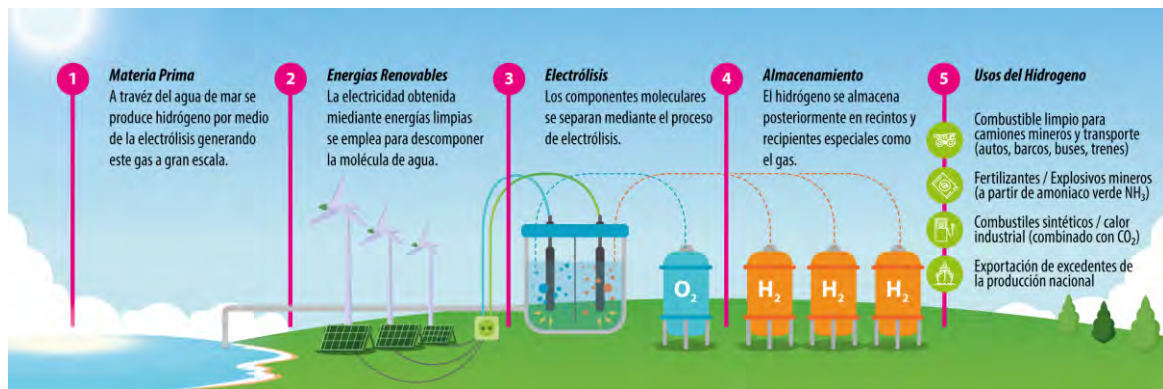 1
Materia Prima
A travéz del agua de mar se
produce hidrógeno por medio
de la electrólisis generando
este gas a gran escala.
2
Energias Renovables
La electricidad obtenida
mediante energías limpias
se emplea para descomponer
la molécula de agua.
3
Electrólisis
Los componentes moleculares
se separan mediante el proceso
de electrólisis.
4
Almacenamiento
El hidrógeno se almacena
posteriormente en recintos y
recipientes especiales como
el gas.
5
Usos del Hidrogeno
Combustible limpio para
camiones mineros y transporte
(autos, barcos, buses, trenes)
Fertilizantes / Explosivos mineros
(a partir de amoniaco verde NH₃)
Combustiles sintéticos / calor
industrial (combinado con CO₂)
Exportación de excedentes de
la producción nacional
O₂
H₂
H₂
H₂